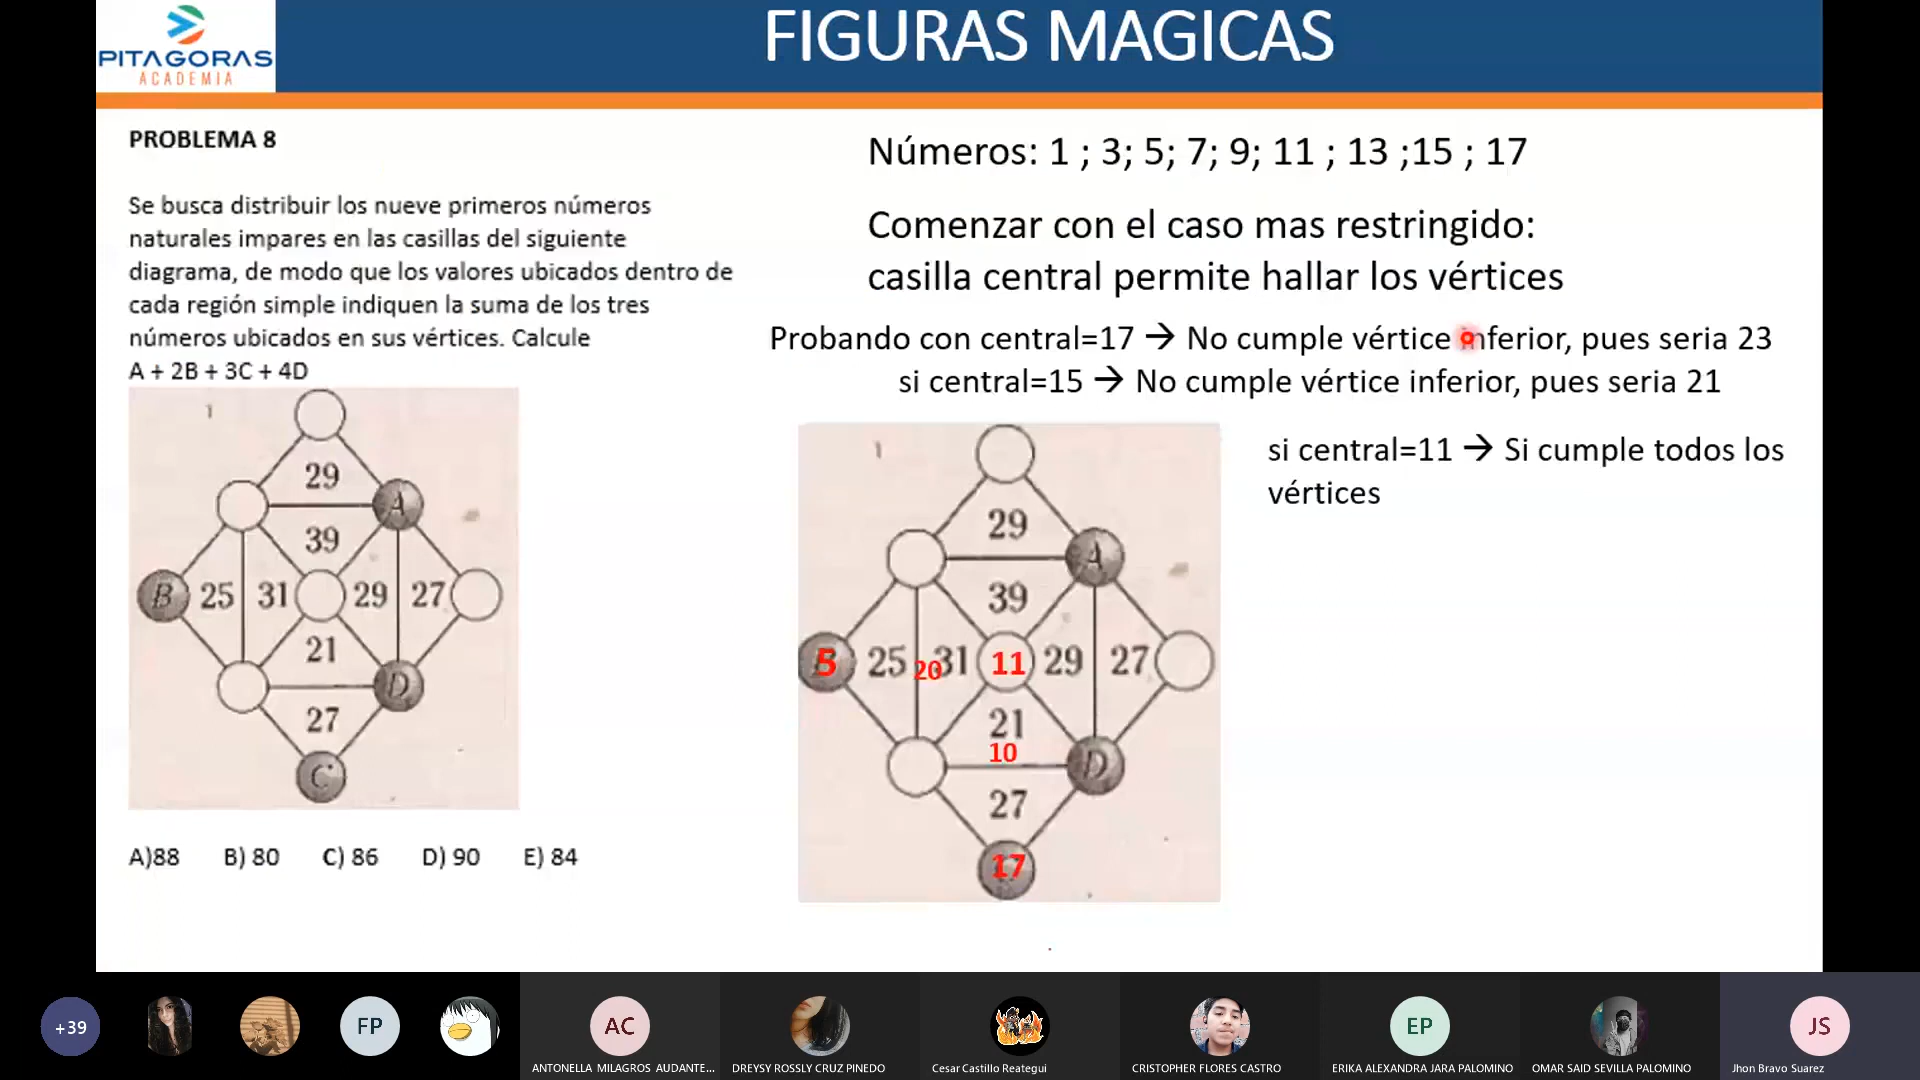 PITAGORAS
ACADEMIA
FIGURAS MAGICAS
PROBLEMA 8
Se busca distribuir los nueve primeros números
naturales impares en las casillas del siguiente
diagrama, de modo que los valores ubicados dentro de
cada región simple indiquen la suma de los tres
números ubicados en sus vértices. Calcule
A + 2B + 3C + 4D
1
29
A
39
B 25 31 29 27
21
D
27
C
A)88 B) 80 C) 86 D) 90 E) 84
Números: 1 ; 3; 5; 7; 9; 11 ; 13 ;15 ; 17
Comenzar con el caso mas restringido:
casilla central permite hallar los vértices
Probando con central=17 → No cumple vértice inferior, pues seria 23
si central=15 → No cumple vértice inferior, pues seria 21
si central=11 → Si cumple todos los
vértices
1
29
A
39
5 25 20 31 11 29 27
21
10
D
27
17
+39
FP
AC
EP
JS
ANTONELLA MILAGROS AUDANTE...
DREYSY ROSSLY CRUZ PINEDO
Cesar Castillo Reategui
CRISTOPHER FLORES CASTRO
ERIKA ALEXANDRA JARA PALOMINO
OMAR SAID SEVILLA PALOMINO
Jhon Bravo Suarez